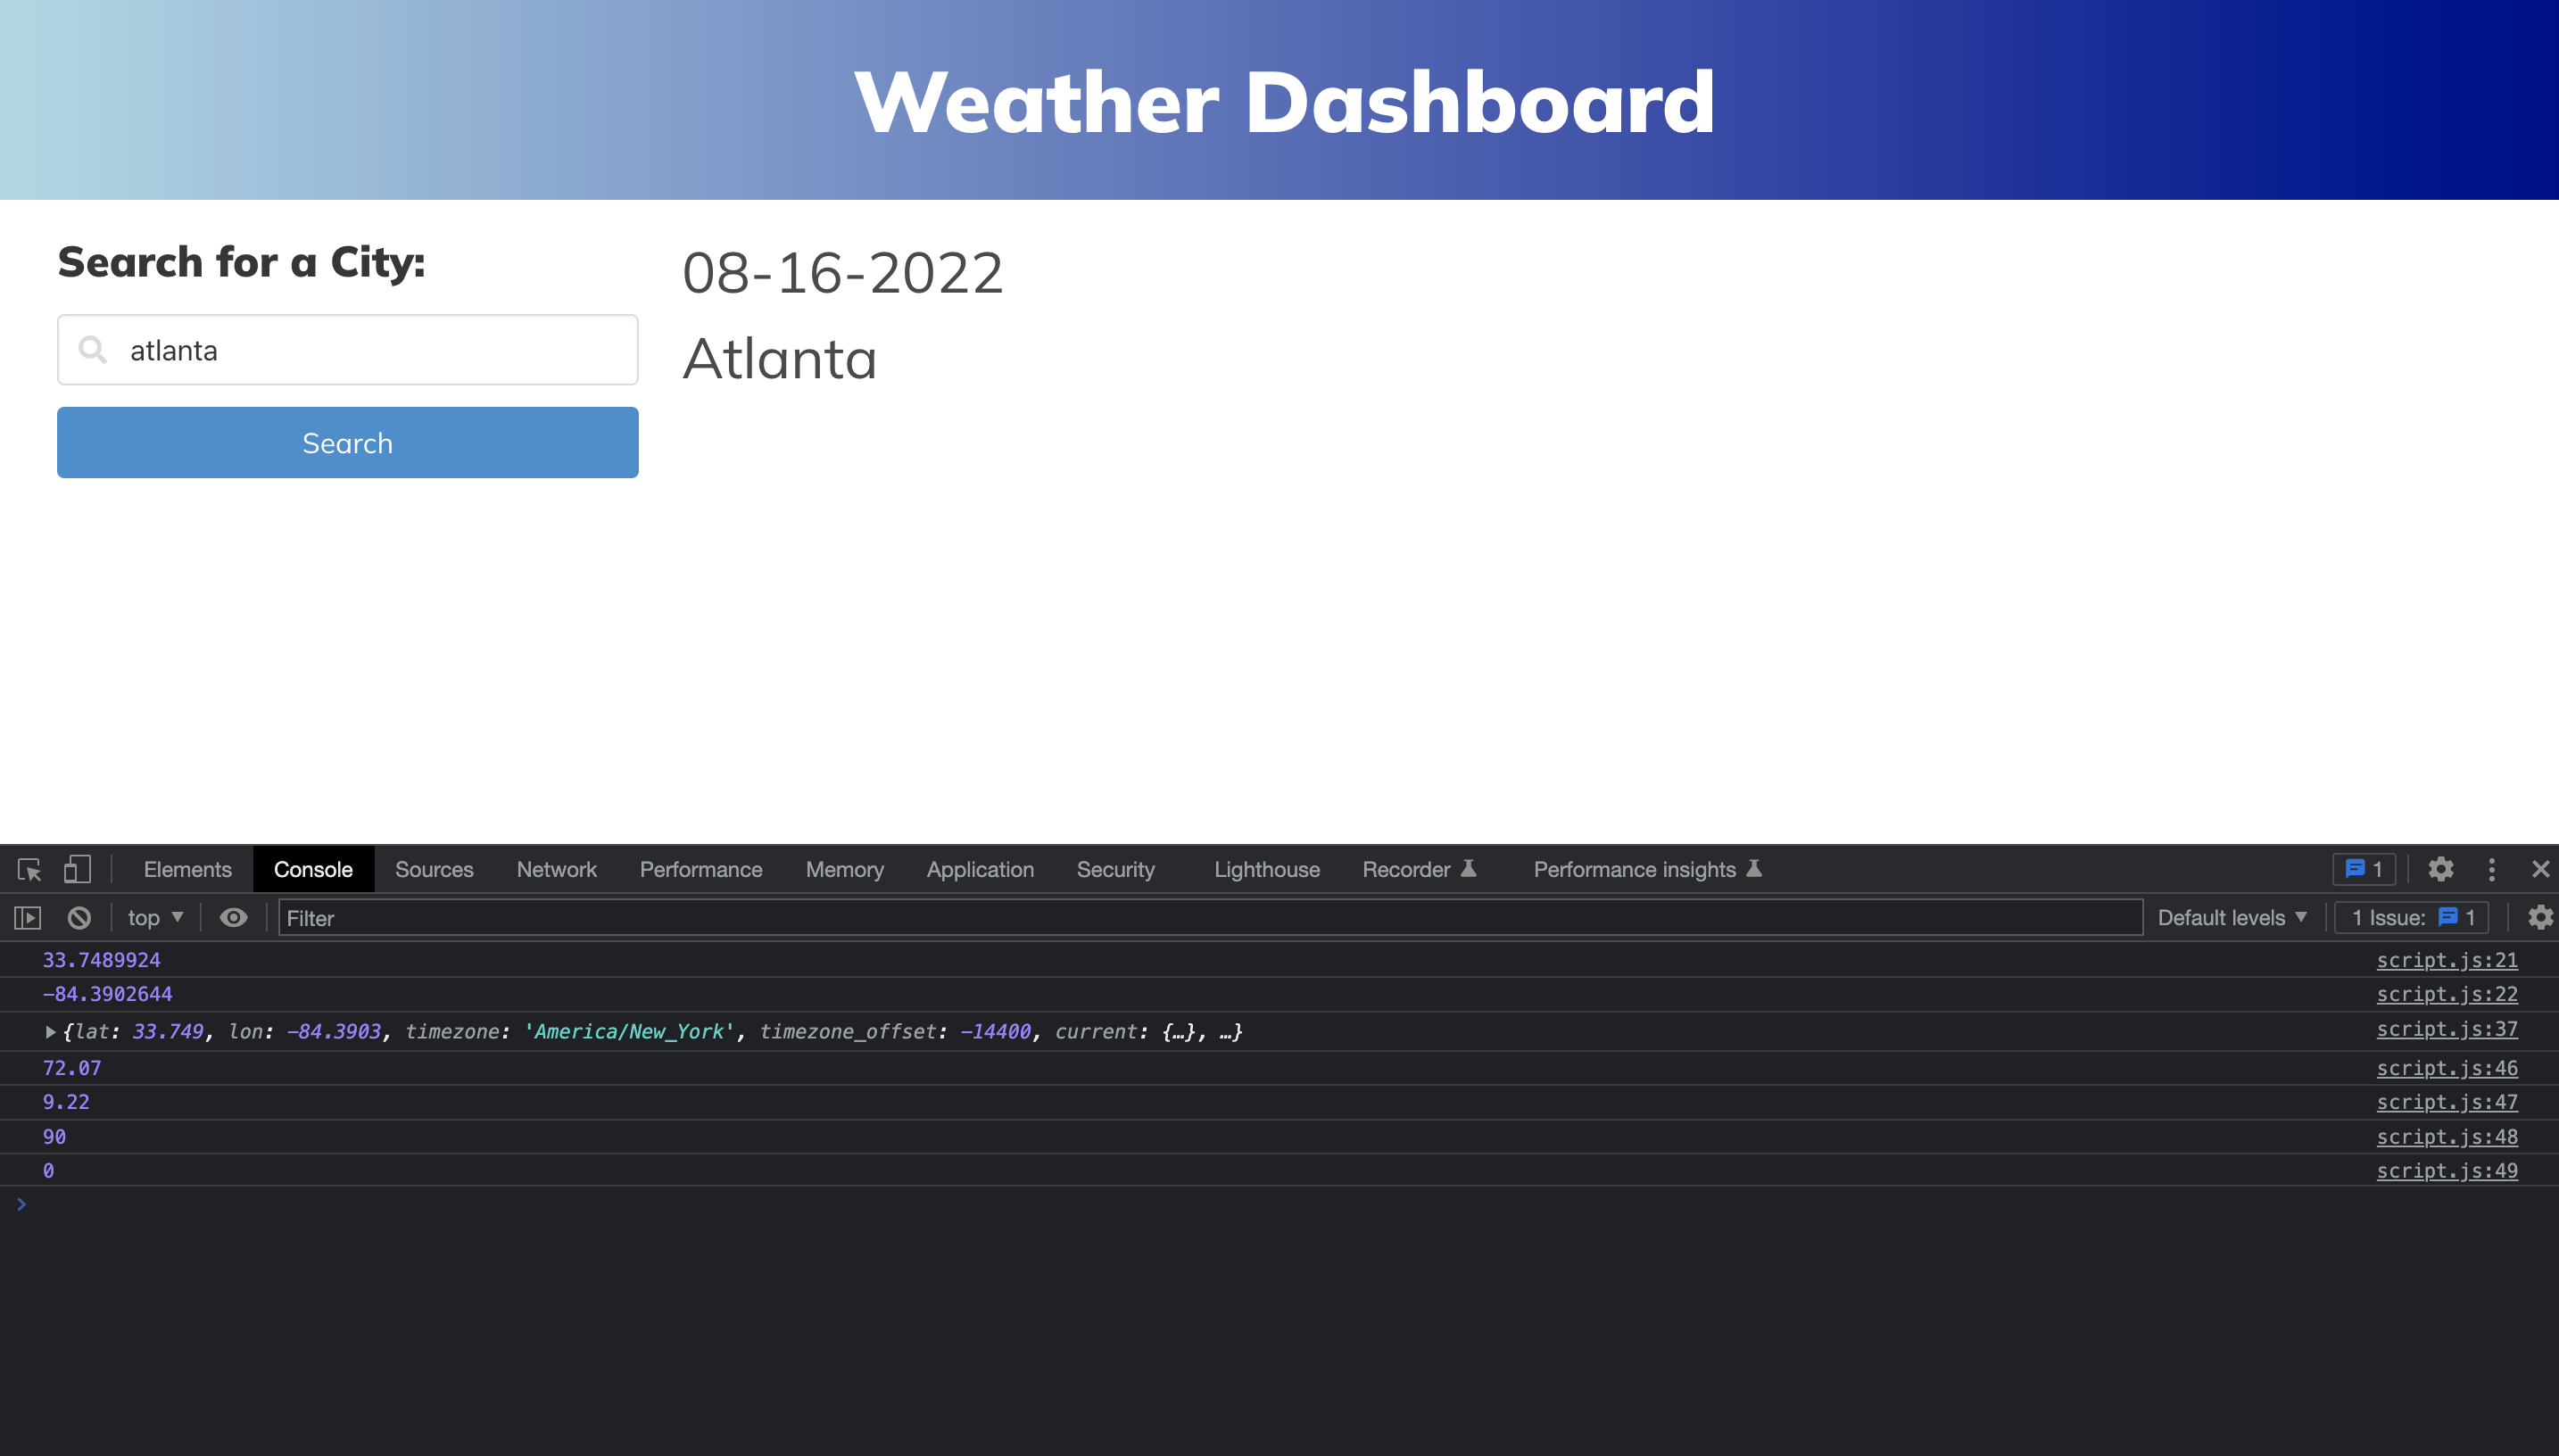 Weather Dashboard
Search for a City:
atlanta
Search
08-16-2022
Atlanta
Elements Console Sources Network Performance Memory Application Security Lighthouse Recorder Performance insights 1
top ▼ Filter Default levels ▼ 1 Issue: 1
33.7489924 script.js:21
-84.3902644 script.js:22
▶ {lat: 33.749, lon: -84.3903, timezone: 'America/New_York', timezone_offset: -14400, current: {…}, …} script.js:37
72.07 script.js:46
9.22 script.js:47
90 script.js:48
0 script.js:49